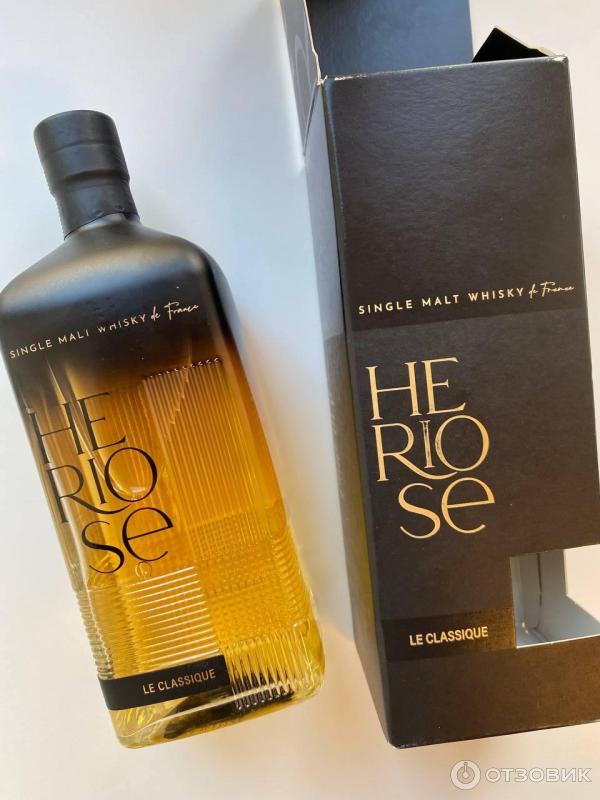 SINGLE MALT WHISKY de France
HE
RIO
Se
LE CLASSIQUE
SINGLE MALT WHISKY de France
HE
RIO
Se
LE CLASSIQUE
ОТЗОВИК